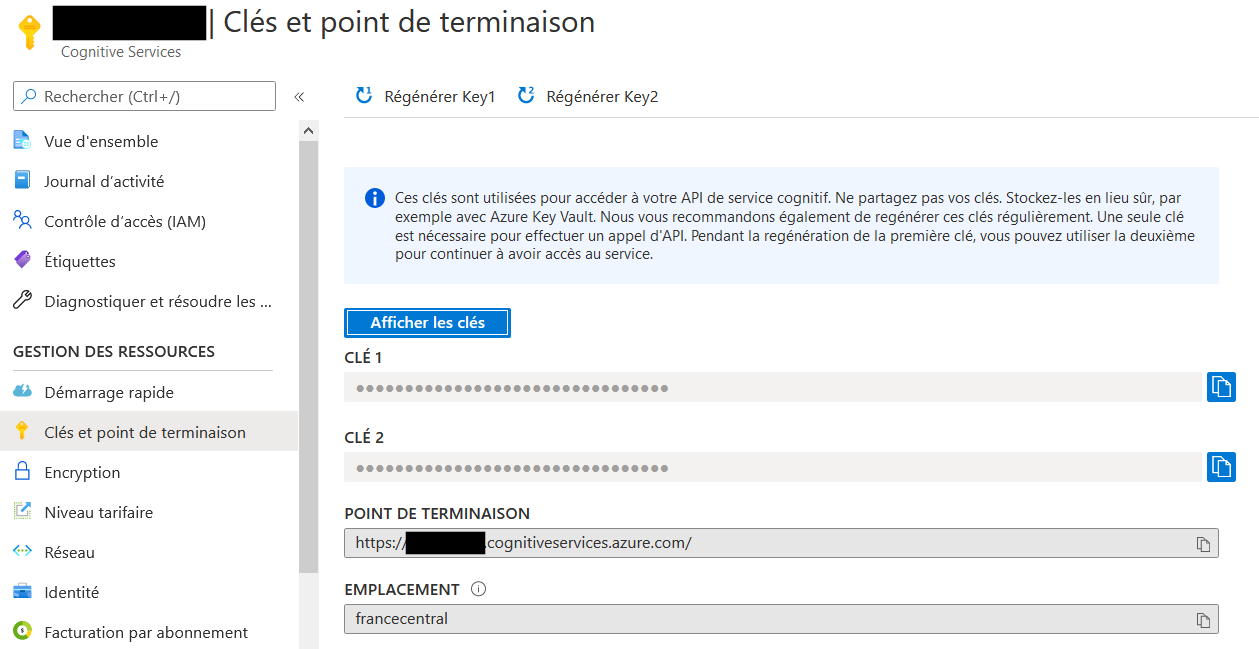 | Clés et point de terminaison
Cognitive Services
Rechercher (Ctrl+/)
«
Vue d'ensemble
Journal d’activité
Contrôle d’accès (IAM)
Étiquettes
Diagnostiquer et résoudre les ...
GESTION DES RESSOURCES
Démarrage rapide
Clés et point de terminaison
Encryption
Niveau tarifaire
Réseau
Identité
Facturation par abonnement
1 Régénérer Key1
2 Régénérer Key2
Ces clés sont utilisées pour accéder à votre API de service cognitif. Ne partagez pas vos clés. Stockez-les en lieu sûr, par
exemple avec Azure Key Vault. Nous vous recommandons également de regénérer ces clés régulièrement. Une seule clé
est nécessaire pour effectuer un appel d'API. Pendant la regénération de la première clé, vous pouvez utiliser la deuxième
pour continuer à avoir accès au service.
Afficher les clés
CLÉ 1
••••••••••••••••••••••••••••••••
CLÉ 2
••••••••••••••••••••••••••••••••
POINT DE TERMINAISON
https://.cognitiveservices.azure.com/
EMPLACEMENT
francecentral